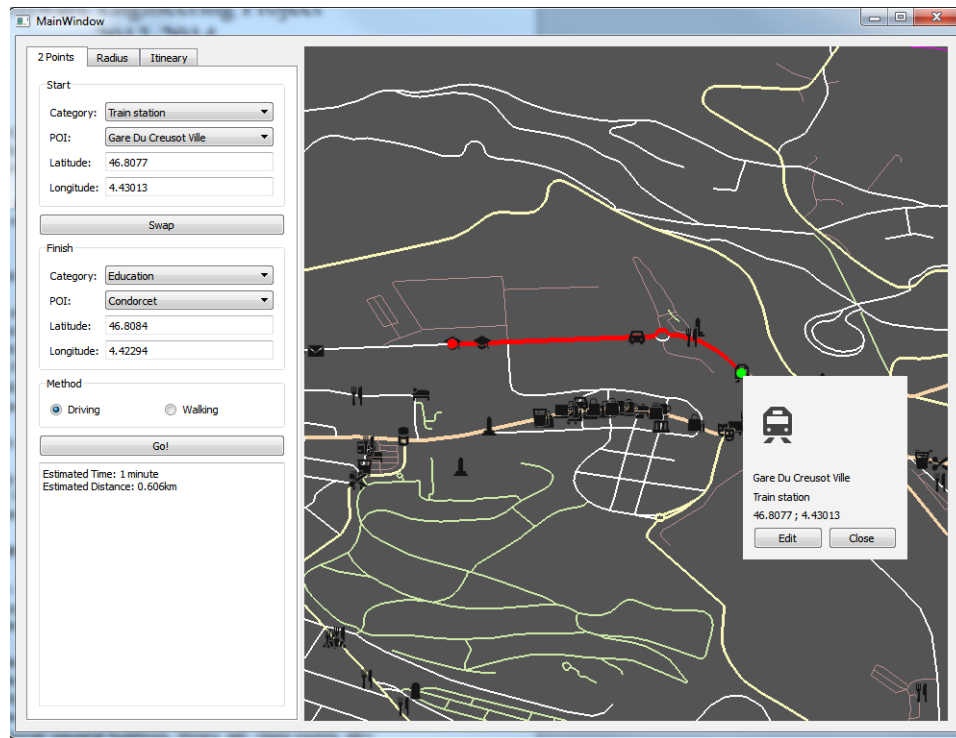 Engineering Project
MainWindow
2 Points
Radius
Itineary
Start
Category: Train station
POI: Gare Du Creusot Ville
Latitude: 46.8077
Longitude: 4.43013
Swap
Finish
Category: Education
POI: Condorcet
Latitude: 46.8084
Longitude: 4.42294
Method
Driving
Walking
Go!
Estimated Time: 1 minute
Estimated Distance: 0.606km
Gare Du Creusot Ville
Train station
46.8077 ; 4.43013
Edit
Close